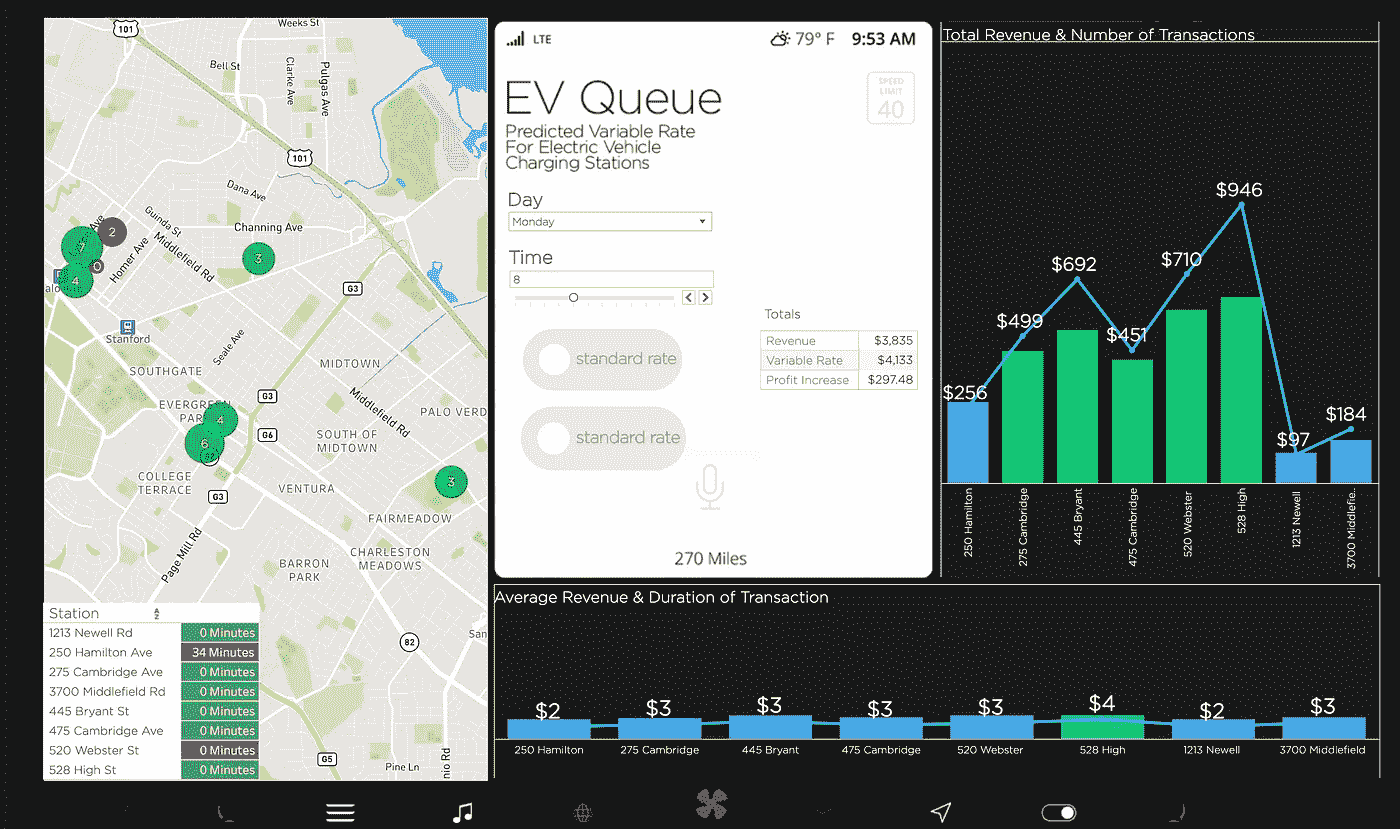 101
Weeks St
Bell St
Clarke Ave
Pulgas Ave
101
Dana Ave
Guinda St
Channing Ave
Middlefield Rd
Homer Ave
2
7
3
4
G3
Stanford
Seale Ave
SOUTHGATE
MIDTOWN
G3
Middlefield Rd
EVERGREEN
PARK
4
PALO VERD
6
G6
SOUTH OF
MIDTOWN
COLLEGE
TERRACE
3
VENTURA
G3
FAIRMEADOW
Page Mill Rd
CHARLESTON
MEADOWS
BARRON
PARK
82
San
G5
Pine Ln
nio Rd
Station
1213 Newell Rd 0 Minutes
250 Hamilton Ave 34 Minutes
275 Cambridge Ave 0 Minutes
3700 Middlefield Rd 0 Minutes
445 Bryant St 0 Minutes
475 Cambridge Ave 0 Minutes
520 Webster St 0 Minutes
528 High St 0 Minutes
LTE 79° F 9:53 AM
EV Queue
SPEED
LIMIT
40
Predicted Variable Rate
For Electric Vehicle
Charging Stations
Day
Monday
Time
8
standard rate
standard rate
Totals
Revenue $3,835
Variable Rate $4,133
Profit Increase $297.48
270 Miles
Total Revenue & Number of Transactions
$256 $499 $692 $451 $710 $946 $97 $184
250 Hamilton
275 Cambridge
445 Bryant
475 Cambridge
520 Webster
528 High
1213 Newell
3700 Middlefie..
Average Revenue & Duration of Transaction
$2 $3 $3 $3 $3 $4 $2 $3
250 Hamilton 275 Cambridge 445 Bryant 475 Cambridge 520 Webster 528 High 1213 Newell 3700 Middlefield